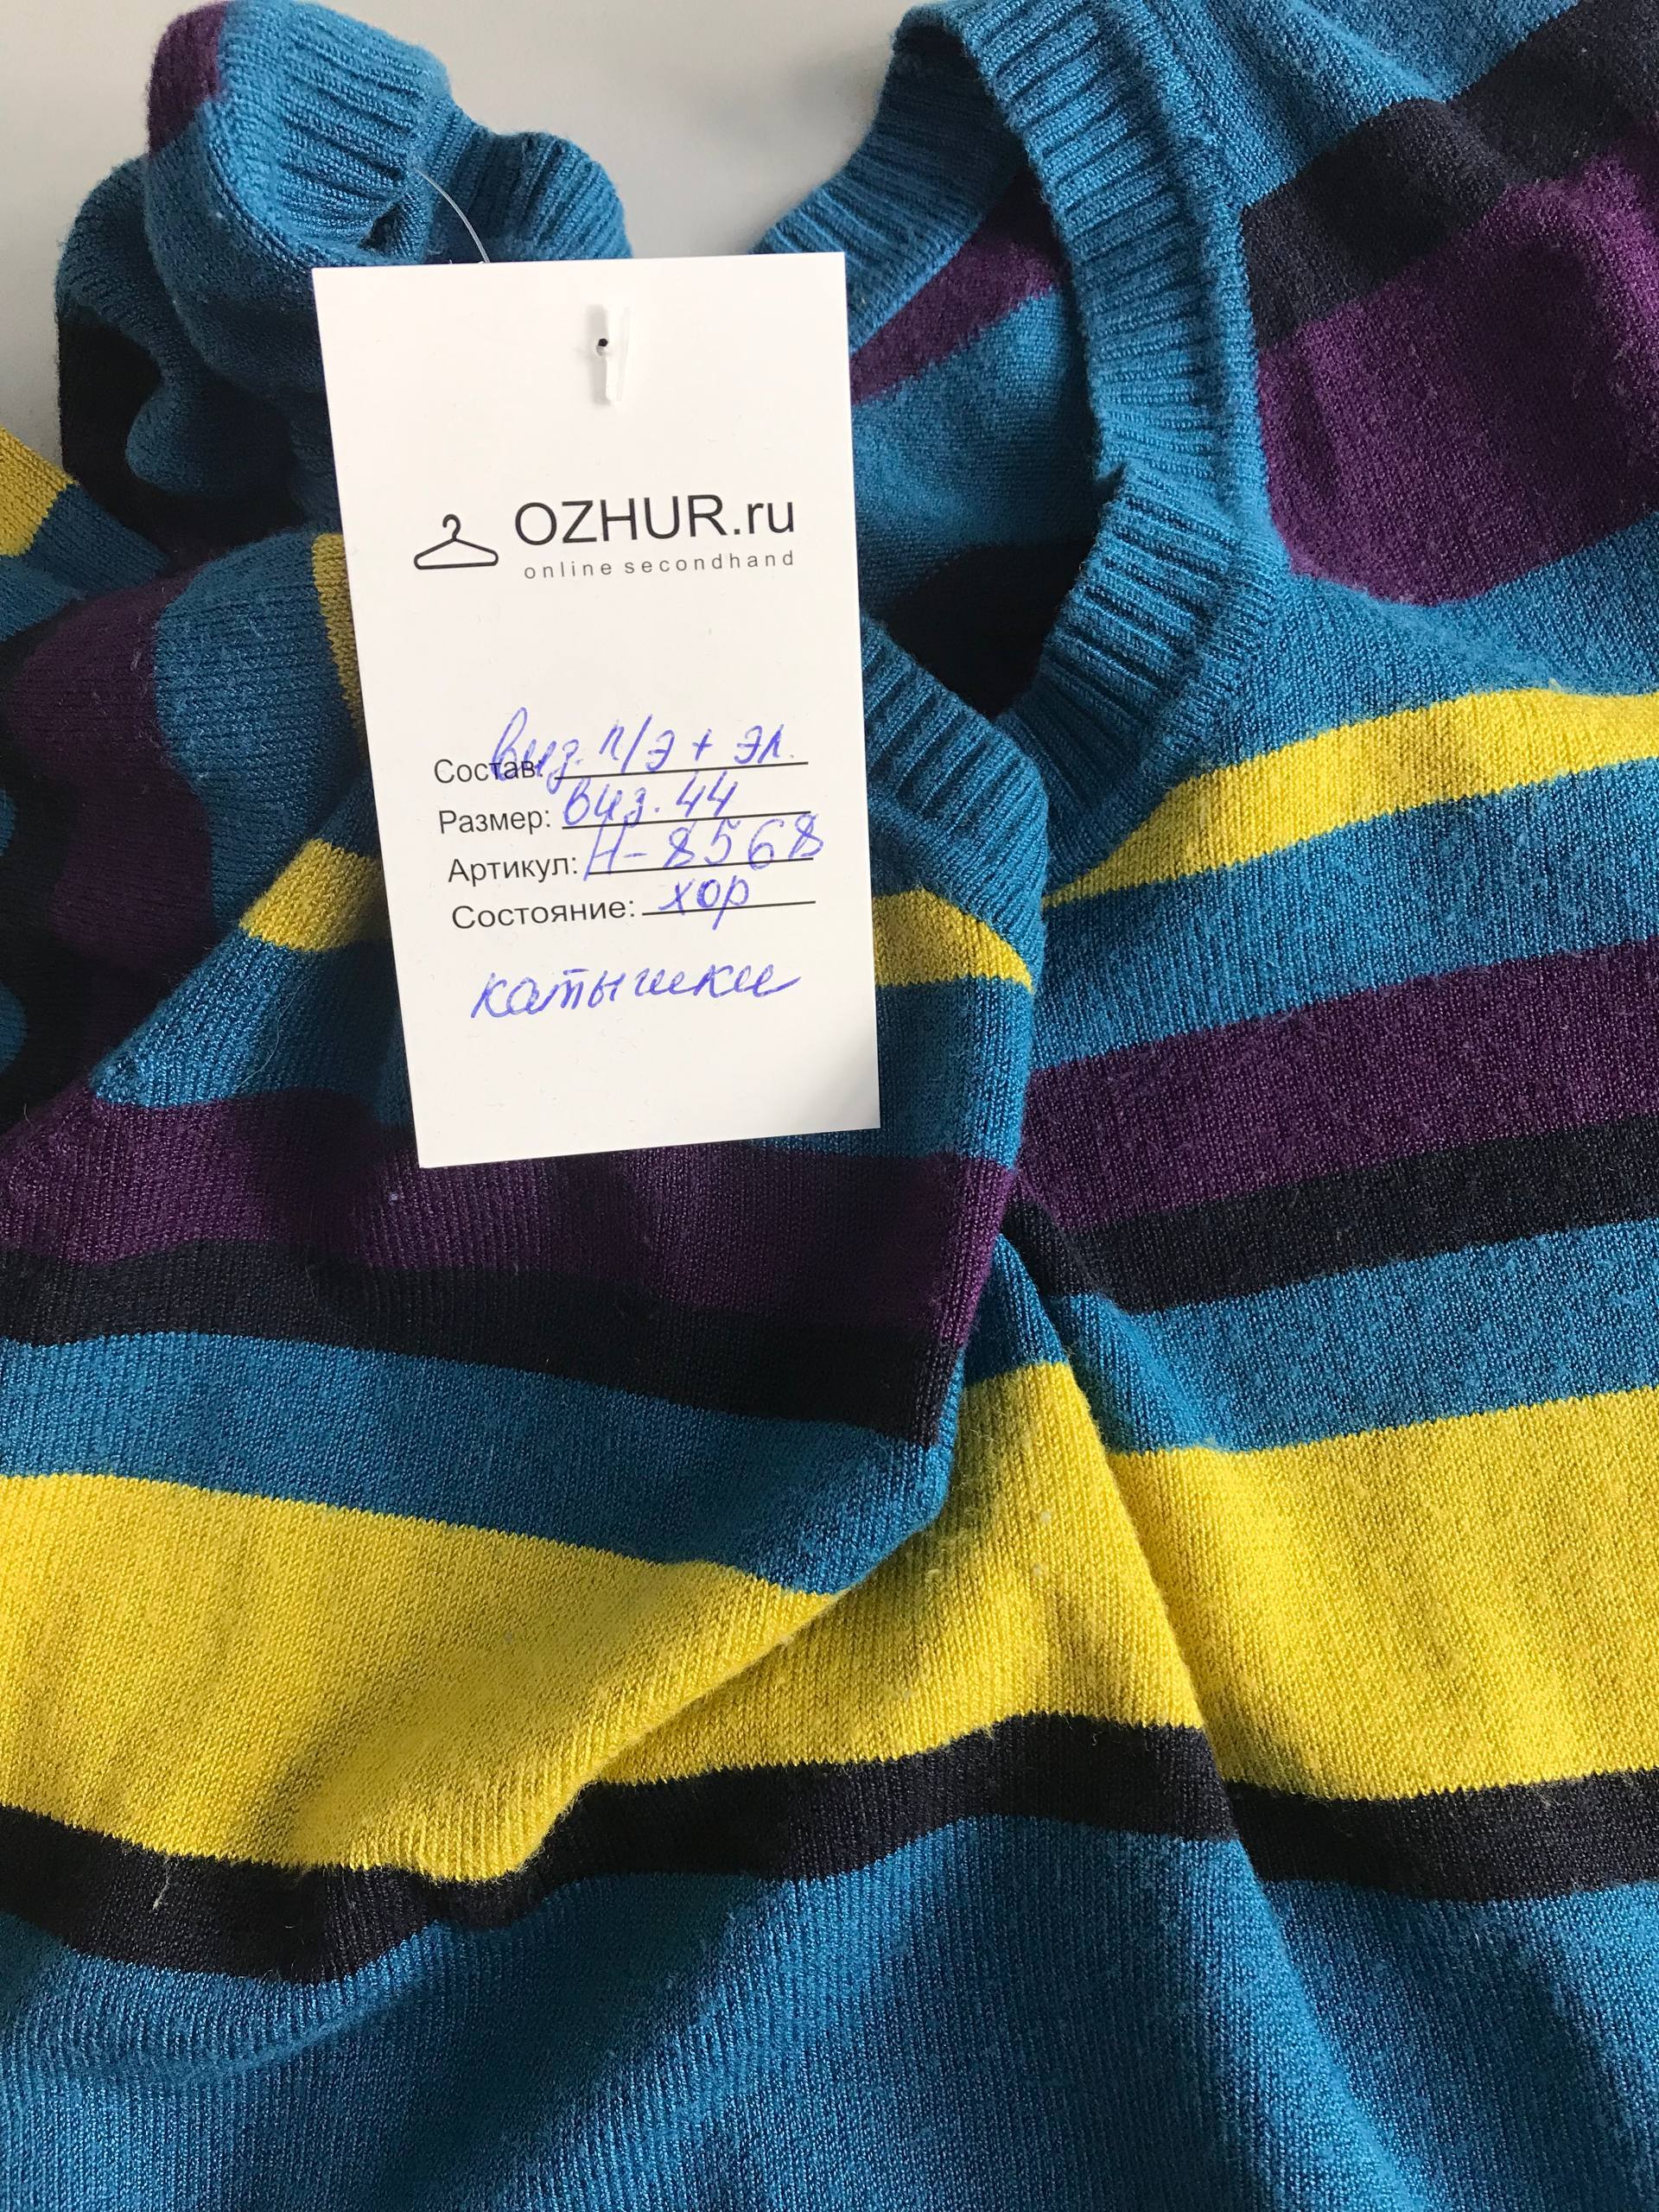 OZHUR.ru
online secondhand
Состав: виз. п/э + эл.
Размер: виз. 44
Артикул: Н-8568
Состояние: хор
катышки